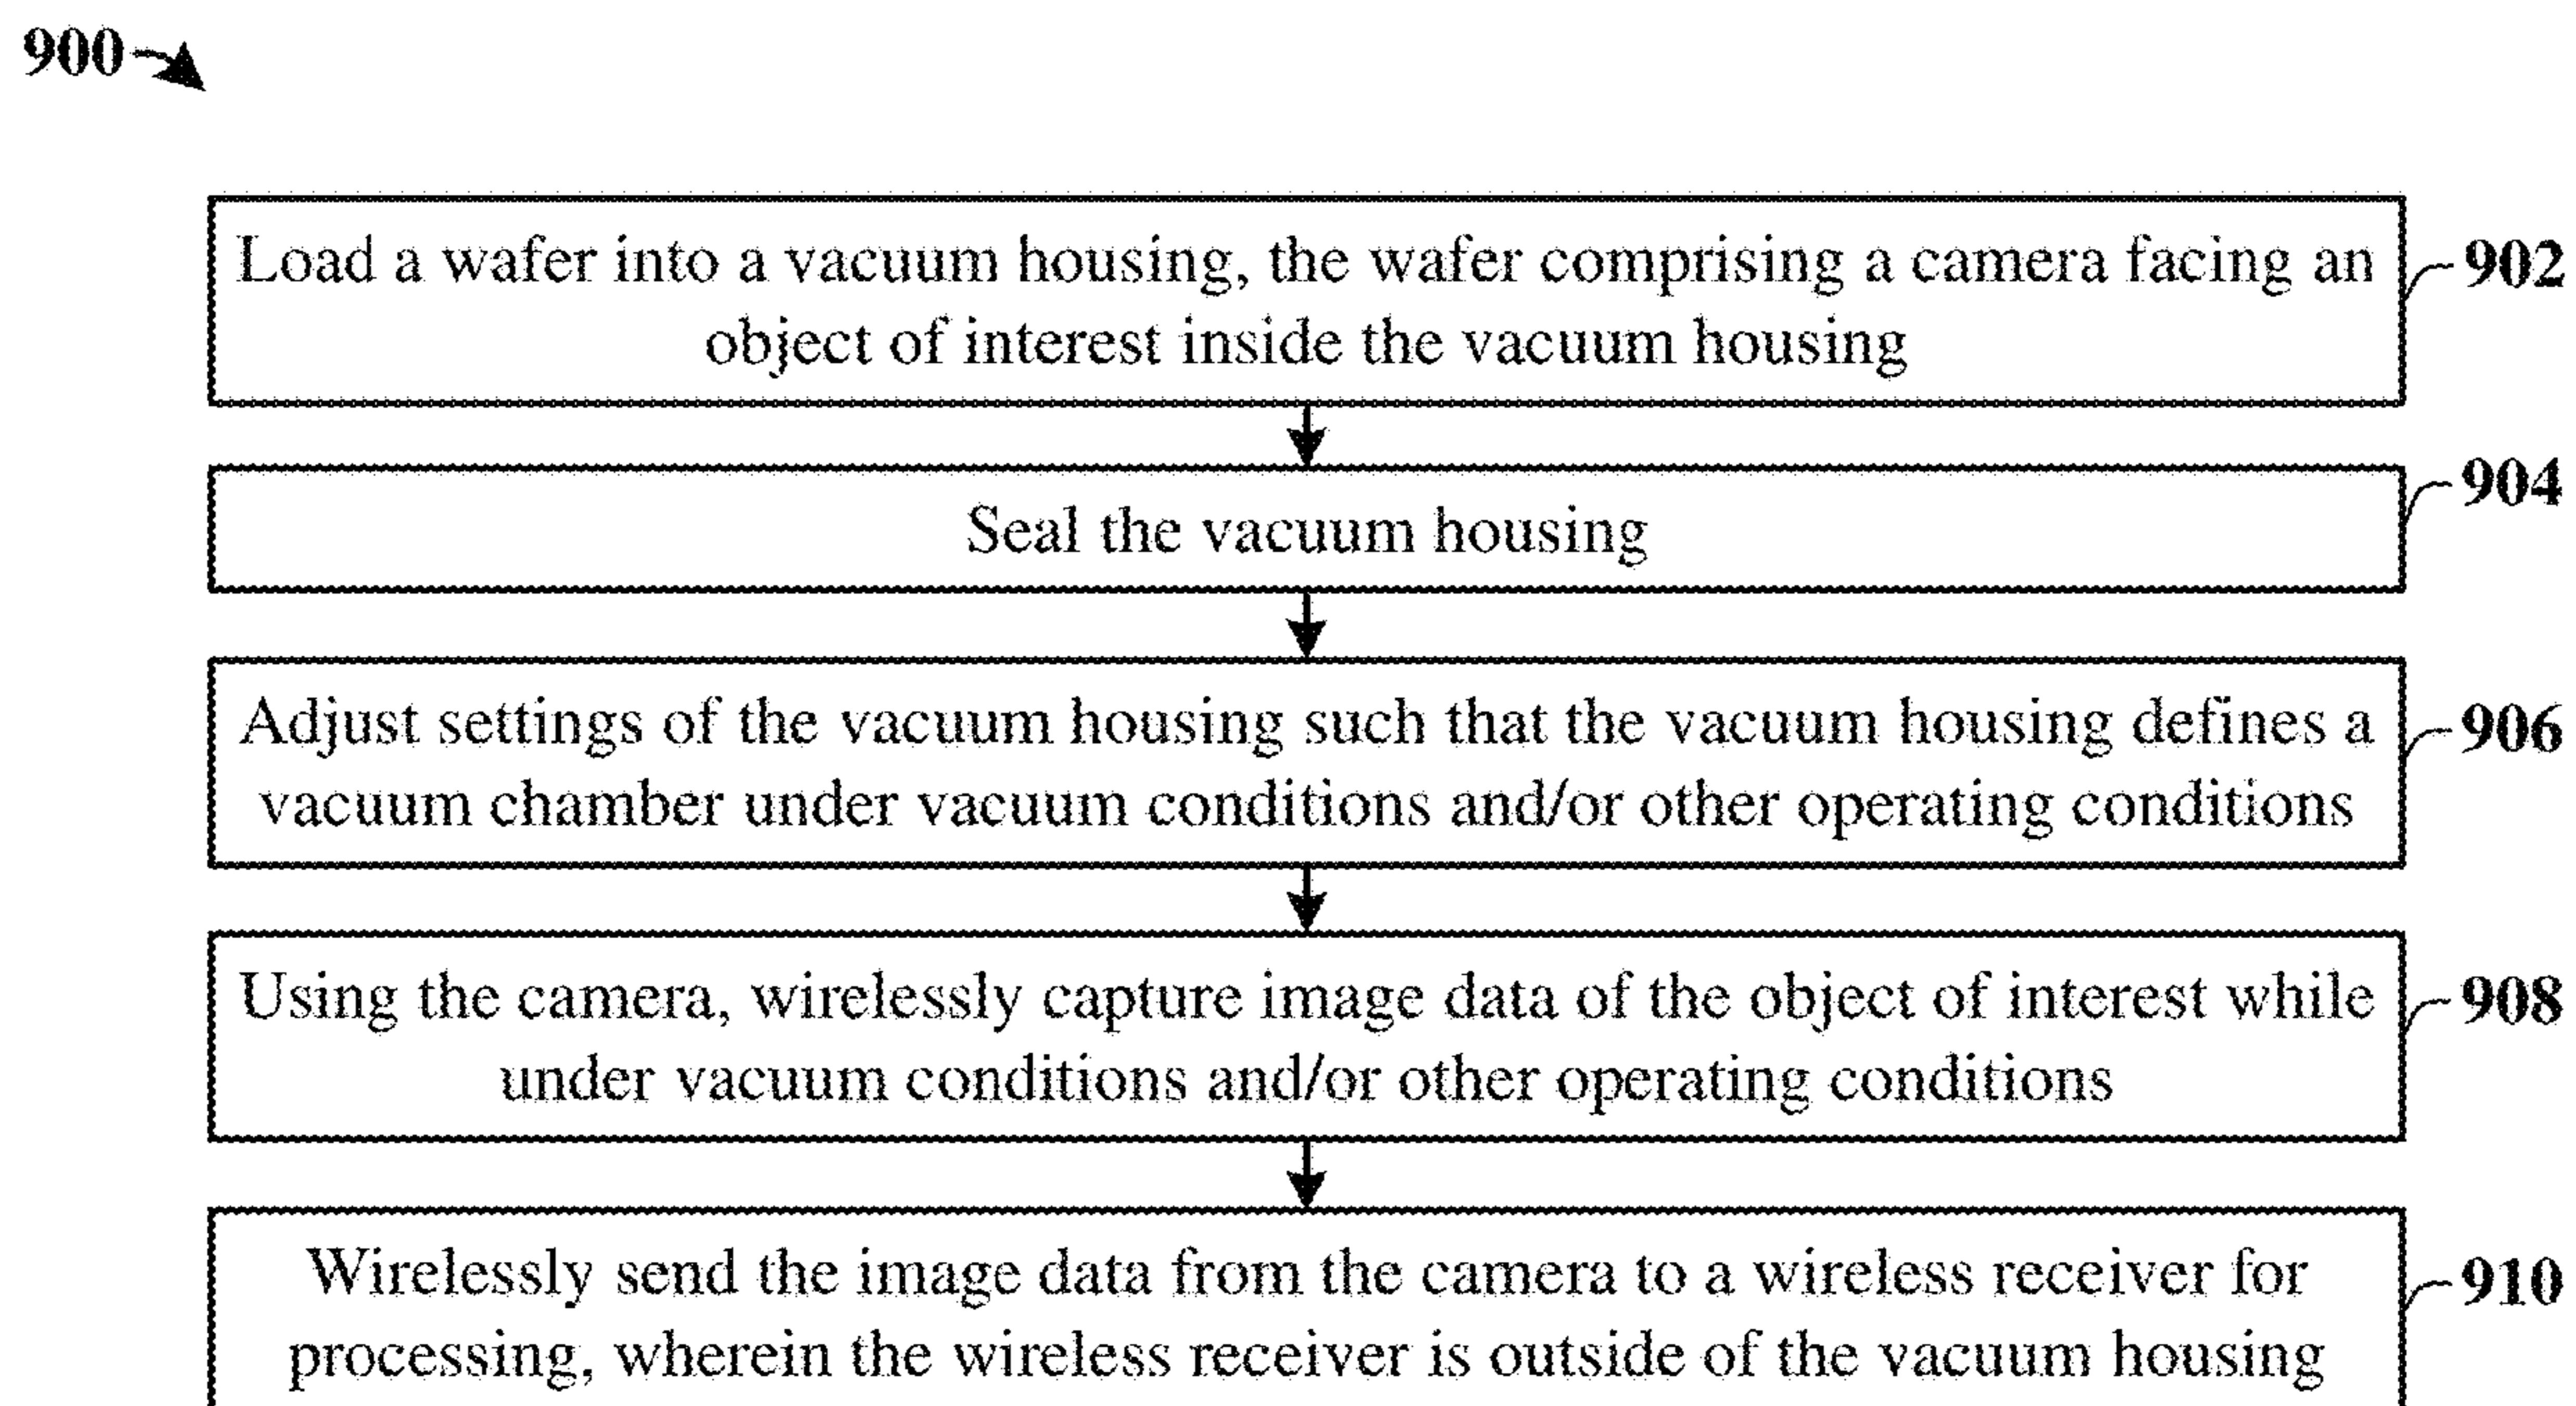 900
Load a wafer into a vacuum housing, the wafer comprising a camera facing an
object of interest inside the vacuum housing
902
Seal the vacuum housing
904
Adjust settings of the vacuum housing such that the vacuum housing defines a
vacuum chamber under vacuum conditions and/or other operating conditions
906
Using the camera, wirelessly capture image data of the object of interest while
under vacuum conditions and/or other operating conditions
908
Wirelessly send the image data from the camera to a wireless receiver for
processing, wherein the wireless receiver is outside of the vacuum housing
910